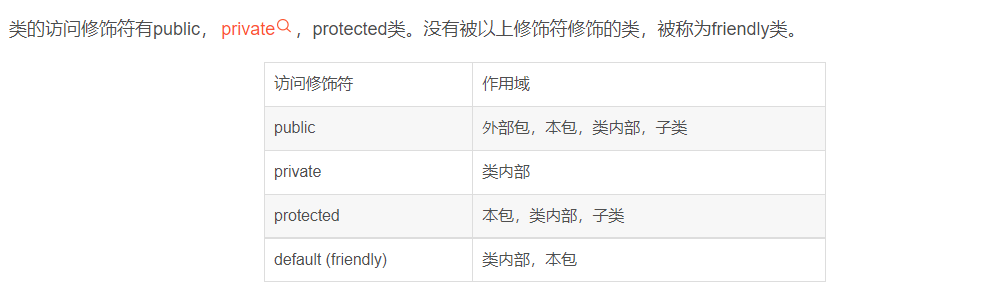 类的访问修饰符有public， private ，protected类。没有被以上修饰符修饰的类，被称为friendly类。
访问修饰符 作用域
public 外部包，本包，类内部，子类
private 类内部
protected 本包，类内部，子类
default (friendly) 类内部，本包